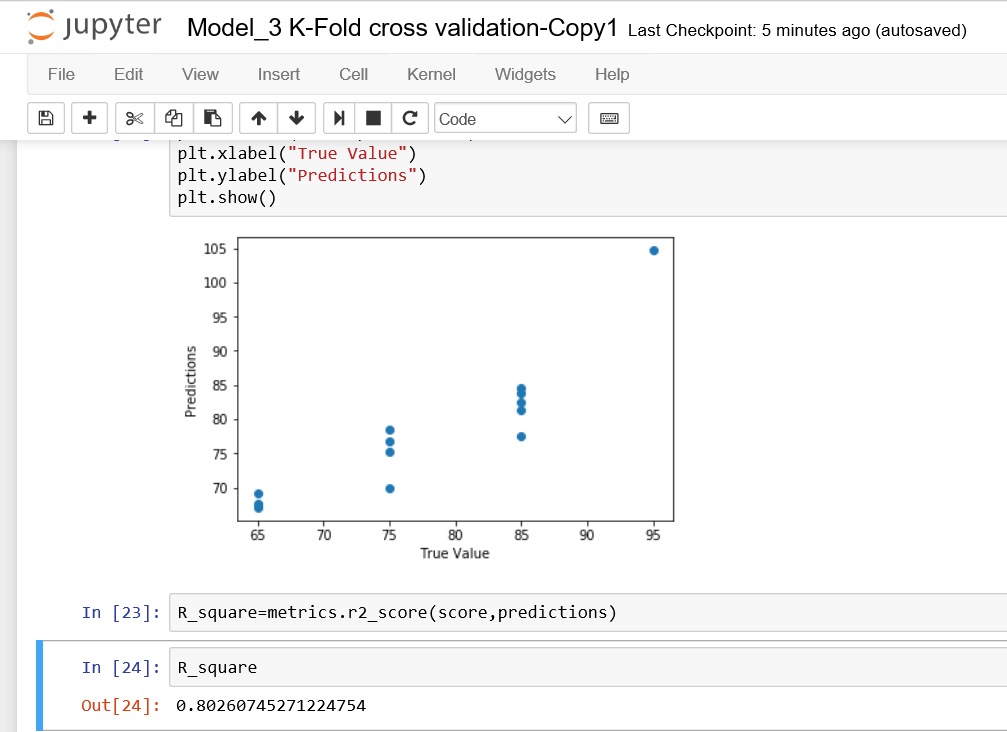 jupyter Model_3 K-Fold cross validation-Copy1 Last Checkpoint: 5 minutes ago (autosaved)
File Edit View Insert Cell Kernel Widgets Help
Code
plt.xlabel("True Value")
plt.ylabel("Predictions")
plt.show()
105
100
95
90
85
80
75
70
Predictions
65 70 75 80 85 90 95
True Value
In [23]: R_square=metrics.r2_score(score,predictions)
In [24]: R_square
Out[24]: 0.80260745271224754